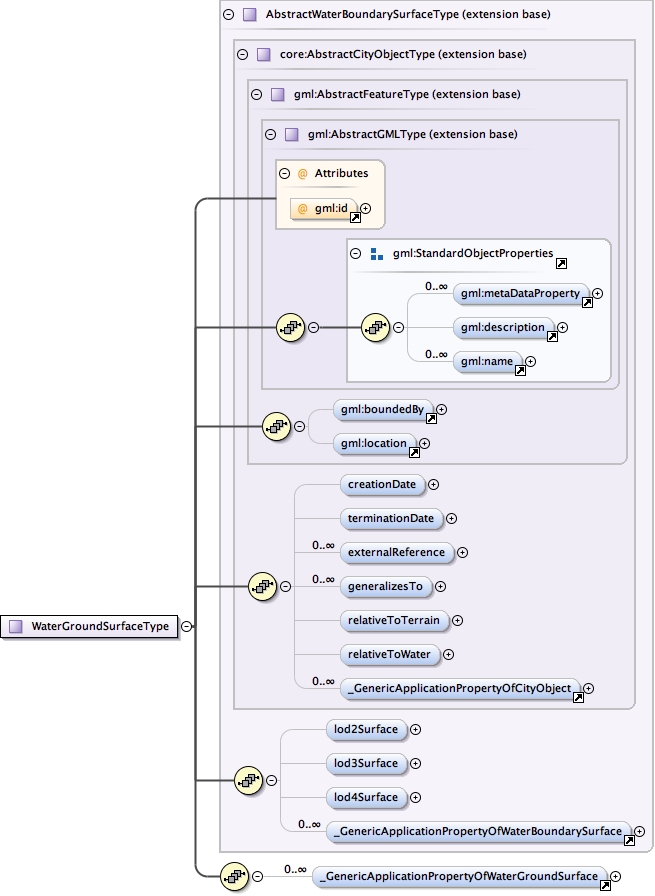 AbstractWaterBoundarySurfaceType (extension base)
core:AbstractCityObjectType (extension base)
gml:AbstractFeatureType (extension base)
gml:AbstractGMLType (extension base)
@ Attributes
@ gml:id
gml:StandardObjectProperties
0..∞ gml:metaDataProperty
gml:description
0..∞ gml:name
gml:boundedBy
gml:location
creationDate
terminationDate
0..∞ externalReference
0..∞ generalizesTo
relativeToTerrain
WaterGroundSurfaceType
relativeToWater
0..∞ _GenericApplicationPropertyOfCityObject
lod2Surface
lod3Surface
lod4Surface
0..∞ _GenericApplicationPropertyOfWaterBoundarySurface
0..∞ _GenericApplicationPropertyOfWaterGroundSurface